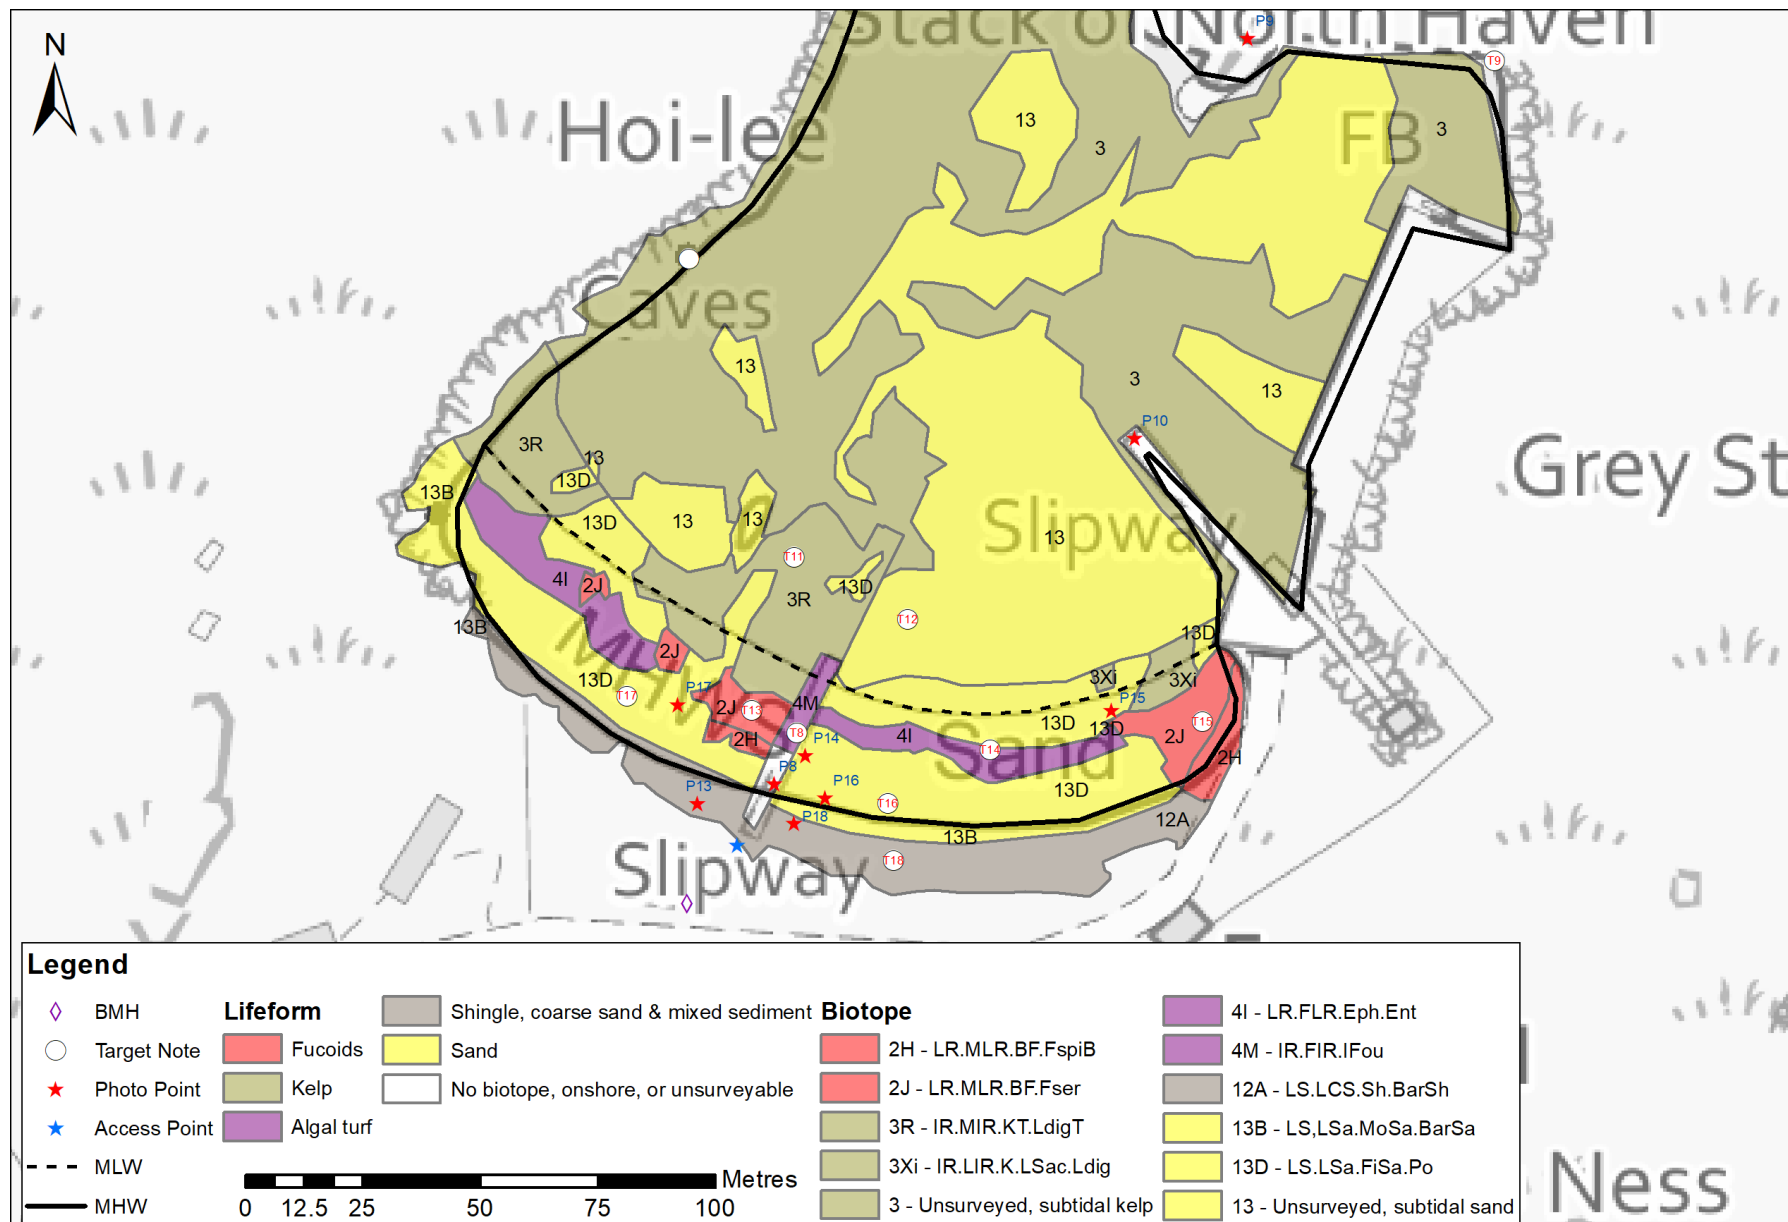 N
Stack of North Haven
P9
T9
Hoi-lee
13
3
FB
3
Caves
13
3
13
P10
3R
13
13D
13B
13D
13
13
Slipway
13
Grey St
T11
4I
2J
3R
13D
T12
13B
MHWS
2J
13D
3Xi
3Xi
13D
T17
P17
2J
T13
4M
P15
T15
13D
13D
2J
T8
4I
2H
P14
T14
Sand
2H
P8
P13
P16
T16
13D
P18
13B
12A
T18
Slipway
Legend
BMH
Target Note
Photo Point
Access Point
MLW
MHW
Lifeform
Fucoids
Kelp
Algal turf
Shingle, coarse sand & mixed sediment
Sand
No biotope, onshore, or unsurveyable
Metres
0 12.5 25 50 75 100
Biotope
2H - LR.MLR.BF.FspiB
2J - LR.MLR.BF.Fser
3R - IR.MIR.KT.LdigT
3Xi - IR.LIR.K.LSac.Ldig
3 - Unsurveyed, subtidal kelp
4I - LR.FLR.Eph.Ent
4M - IR.FIR.IFou
12A - LS.LCS.Sh.BarSh
13B - LS,LSa.MoSa.BarSa
13D - LS.LSa.FiSa.Po
13 - Unsurveyed, subtidal sand
Ness